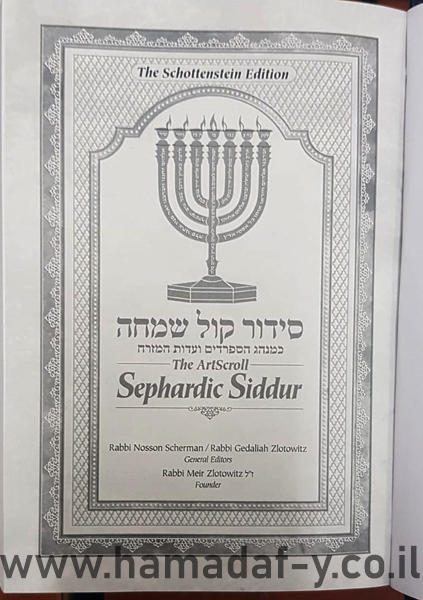 The Schottenstein Edition
סידור קול שמחה
כמנהג הספרדים ועדות המזרח
The ArtScroll
Sephardic Siddur
Rabbi Nosson Scherman / Rabbi Gedaliah Zlotowitz
General Editors
Rabbi Meir Zlotowitz ז"ל
Founder
www.hamadaf-y.co.il